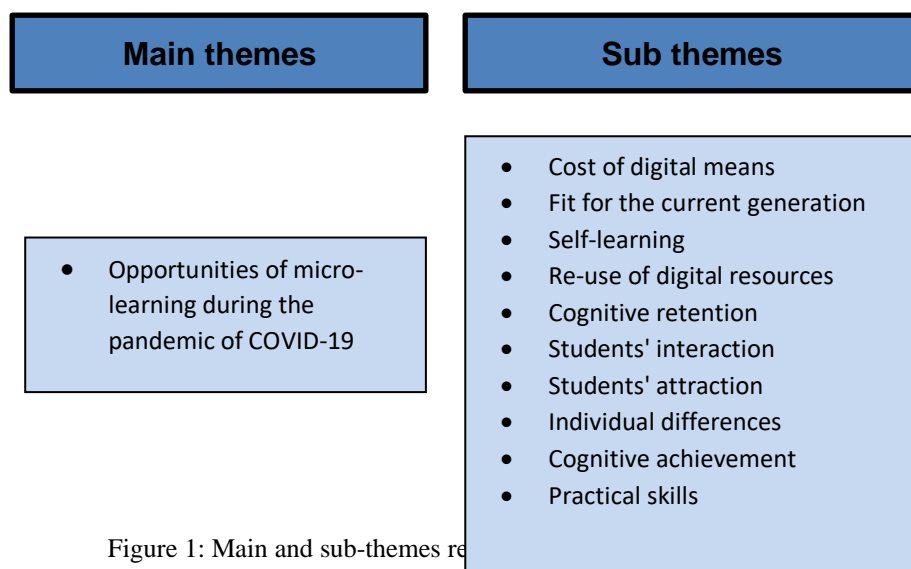 Main themes
Sub themes
• Opportunities of micro-
learning during the
pandemic of COVID-19
• Cost of digital means
• Fit for the current generation
• Self-learning
• Re-use of digital resources
• Cognitive retention
• Students' interaction
• Students' attraction
• Individual differences
• Cognitive achievement
• Practical skills
Figure 1: Main and sub-themes